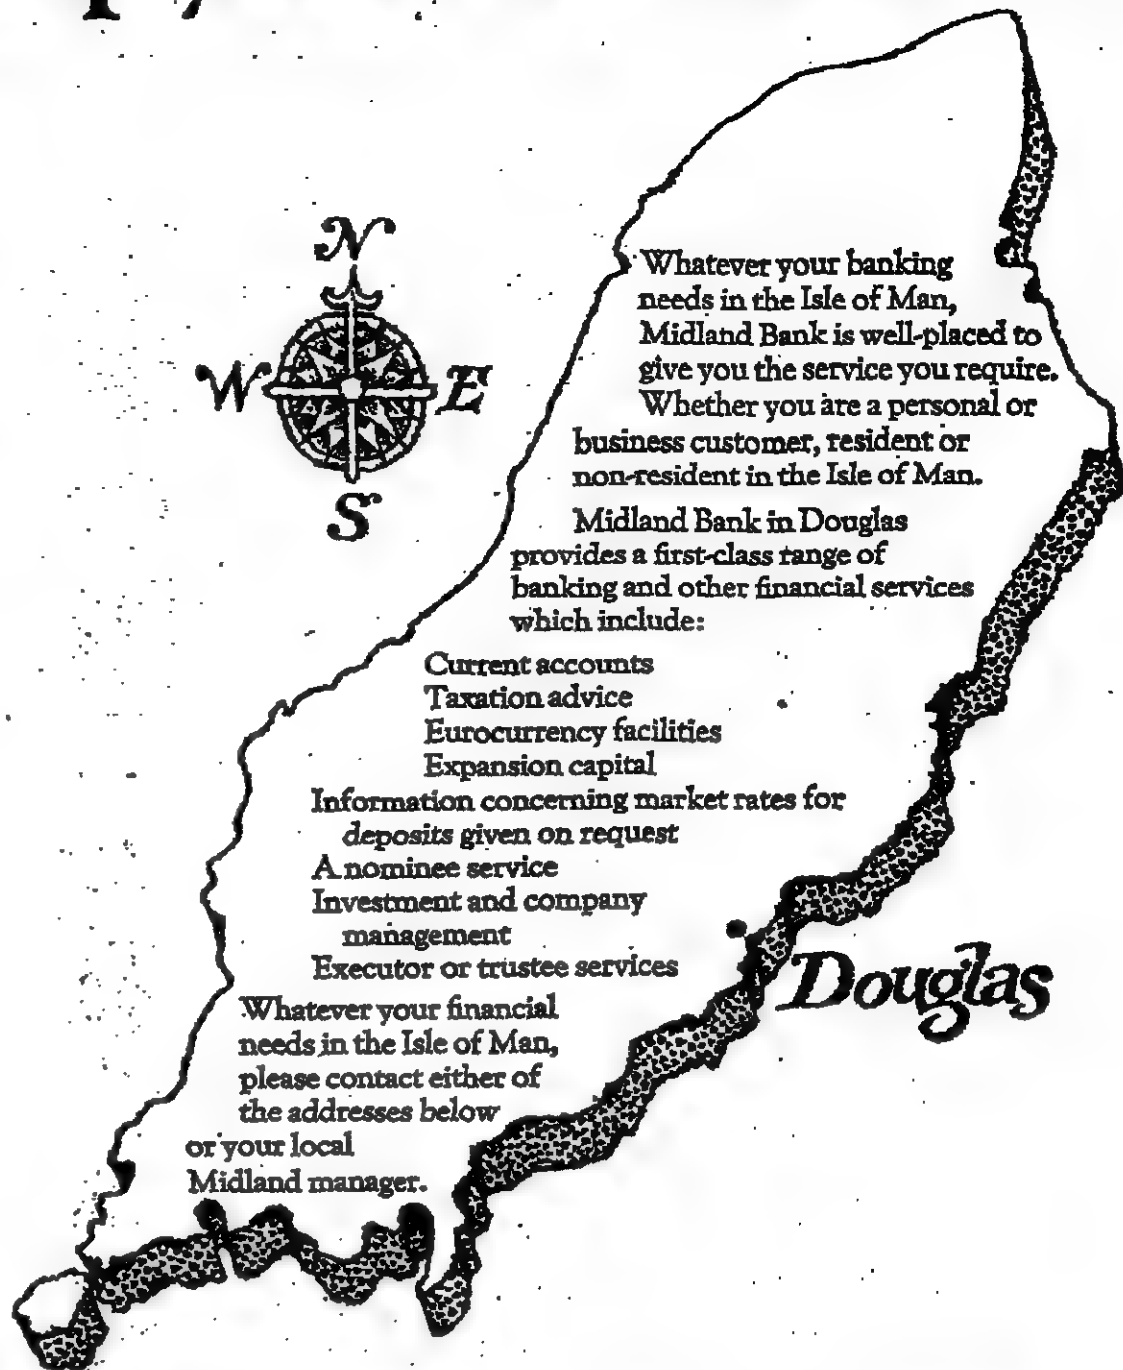 N
W E
S
Whatever your banking
needs in the Isle of Man,
Midland Bank is well-placed to
give you the service you require.
Whether you are a personal or
business customer, resident or
non-resident in the Isle of Man.
Midland Bank in Douglas
provides a first-class range of
banking and other financial services
which include:
Current accounts
Taxation advice
Eurocurrency facilities
Expansion capital
Information concerning market rates for
deposits given on request
A nominee service
Investment and company
management
Executor or trustee services
Douglas
Whatever your financial
needs in the Isle of Man,
please contact either of
the addresses below
or your local
Midland manager.